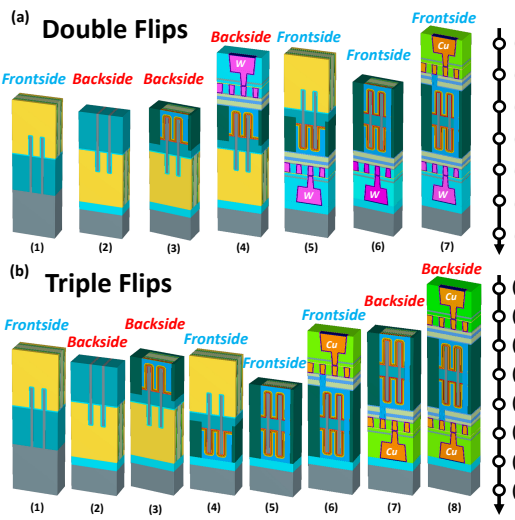 (a)
Double Flips
Frontside
Backside
Backside
Backside
Frontside
Frontside
Frontside
W
W
W
W
Cu
W
(1)
(2)
(3)
(4)
(5)
(6)
(7)
(b)
Triple Flips
Frontside
Backside
Backside
Frontside
Frontside
Frontside
Backside
Backside
Cu
Cu
Cu
Cu
(1)
(2)
(3)
(4)
(5)
(6)
(7)
(8)